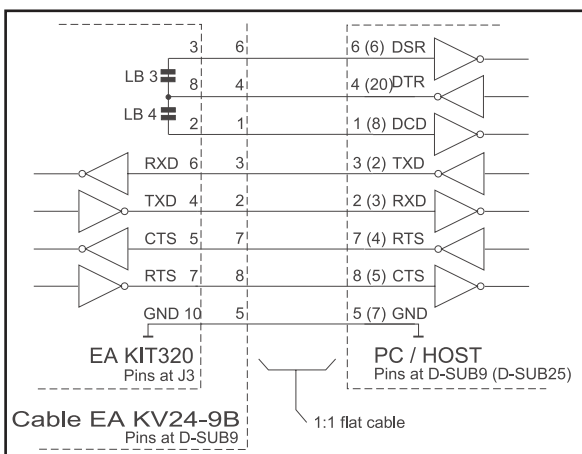 3 6 6 (6) DSR
LB 3
8 4 4 (20) DTR
LB 4
2 1 1 (8) DCD
RXD 6 3 3 (2) TXD
TXD 4 2 2 (3) RXD
CTS 5 7 7 (4) RTS
RTS 7 8 8 (5) CTS
GND 10 5 5 (7) GND
EA KIT320
Pins at J3
PC / HOST
Pins at D-SUB9 (D-SUB25)
Cable EA KV24-9B
Pins at D-SUB9
1:1 flat cable